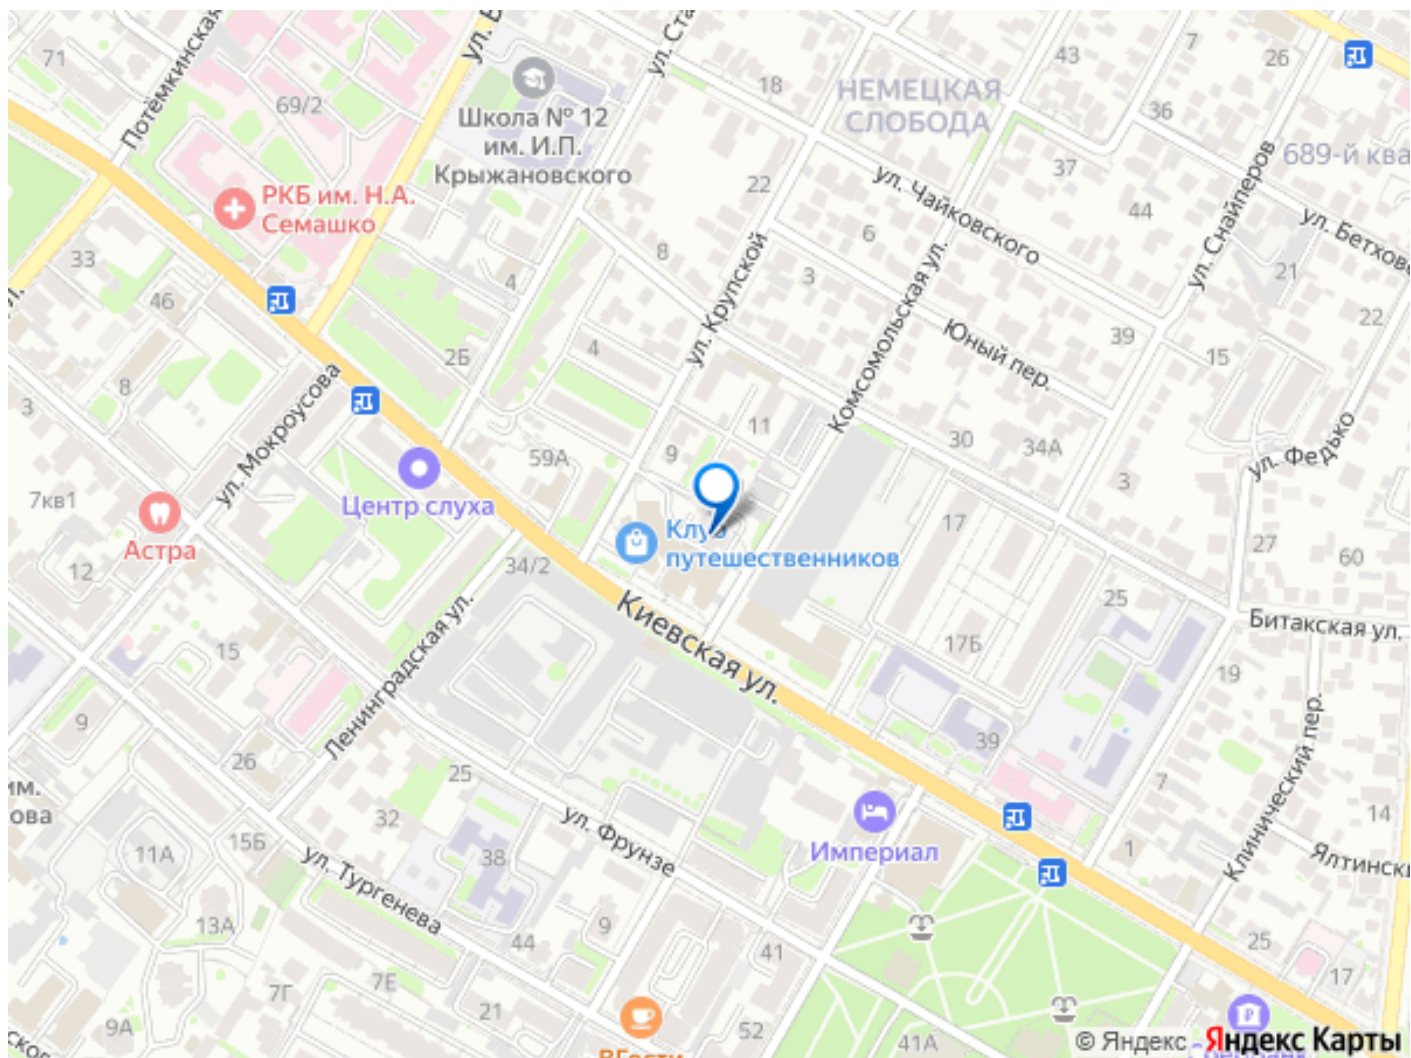 Потёмкинская
71
69/2
Школа № 12
им. И.П.
Крыжановского
18
НЕМЕЦКАЯ
СЛОБОДА
43
7
26
36
37
689-й ква
РКБ им. Н.А.
Семашко
22
ул. Чайковского
44
ул. Снайперов
ул. Бетхове
33
46
4
8
6
3
21
22
ул. Крупской
Комсомольская ул.
Юный пер.
39
15
2Б
4
8
3
ул. Мокроусова
11
30
34А
ул. Федько
59А
9
3
7кв1
Центр слуха
Астра
12
Клуб
путешественников
17
27
60
34/2
Киевская ул.
25
Битакская ул.
15
17Б
19
Ленинградская ул.
9
26
25
39
7
Клинический пер.
14
им.
ова
32
ул. Фрунзе
Империал
1
Ялтински
11А
15Б
38
ул. Тургенева
13А
44
9
41
25
17
7Г
7Е
21
9А
52
41А
ВГости
© Яндекс Яндекс Карты